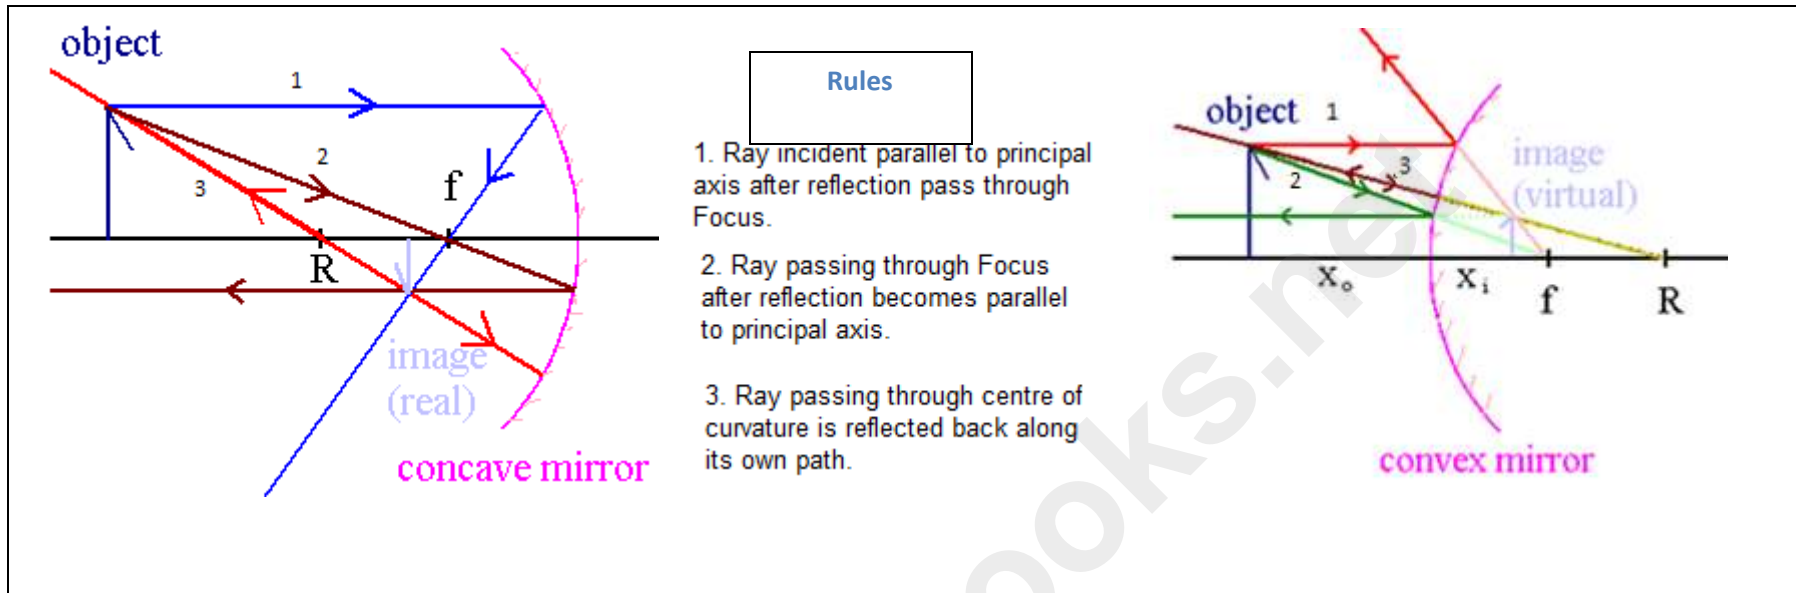 object
1
2
3
f
R
image
(real)
concave mirror
Rules
1. Ray incident parallel to principal
axis after reflection pass through
Focus.
2. Ray passing through Focus
after reflection becomes parallel
to principal axis.
3. Ray passing through centre of
curvature is reflected back along
its own path.
object
1
2
3
image
(virtual)
Xo
Xi
f
R
convex mirror
ooks.net